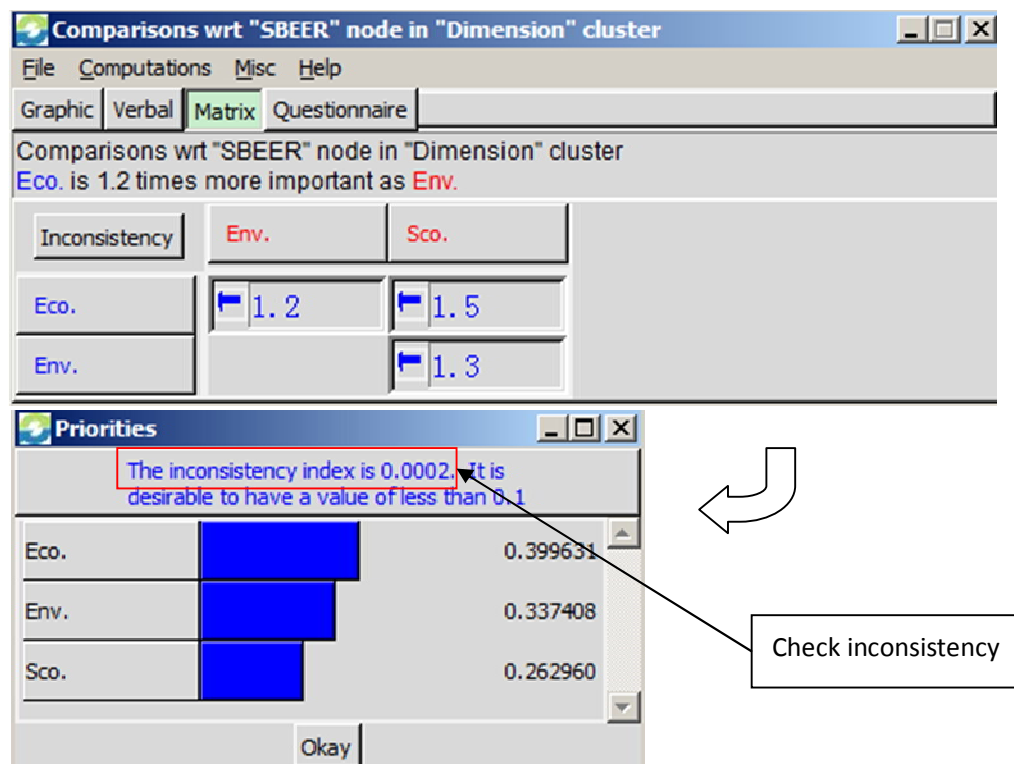 Comparisons wrt "SBEER" node in "Dimension" cluster
File Computations Misc Help
Graphic Verbal Matrix Questionnaire
Comparisons wrt "SBEER" node in "Dimension" cluster
Eco. is 1.2 times more important as Env.
Inconsistency Env. Sco.
Eco. 1.2 1.5
Env. 1.3
Priorities
The inconsistency index is 0.0002. It is
desirable to have a value of less than 0.1
Eco. 0.399631
Env. 0.337408
Sco. 0.262960
Check inconsistency
Okay